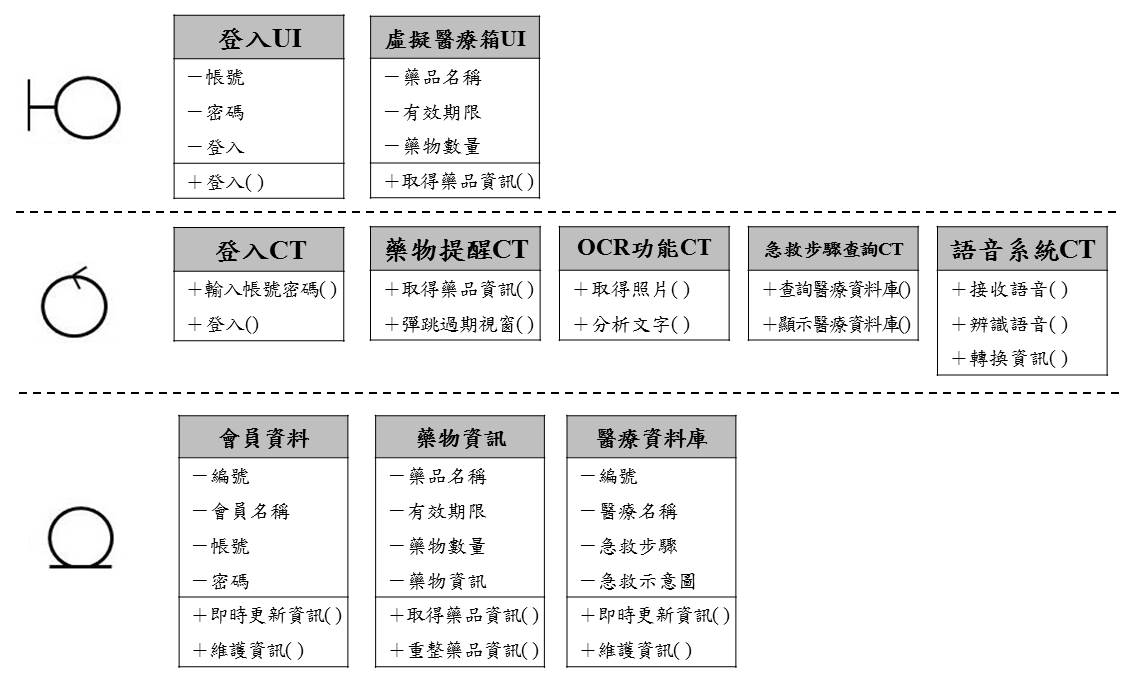 登入UI
－帳號
－密碼
－登入
＋登入( )
虛擬醫療箱UI
－藥品名稱
－有效期限
－藥物數量
＋取得藥品資訊( )
登入CT
＋輸入帳號密碼( )
＋登入()
藥物提醒CT
＋取得藥品資訊( )
＋彈跳過期視窗( )
OCR功能CT
＋取得照片( )
＋分析文字( )
急救步驟查詢CT
＋查詢醫療資料庫()
＋顯示醫療資料庫()
語音系統CT
＋接收語音( )
＋辨識語音( )
＋轉換資訊( )
會員資料
－編號
－會員名稱
－帳號
－密碼
＋即時更新資訊( )
＋維護資訊( )
藥物資訊
－藥品名稱
－有效期限
－藥物數量
－藥物資訊
＋取得藥品資訊( )
＋重整藥品資訊( )
醫療資料庫
－編號
－醫療名稱
－急救步驟
－急救示意圖
＋即時更新資訊( )
＋維護資訊( )